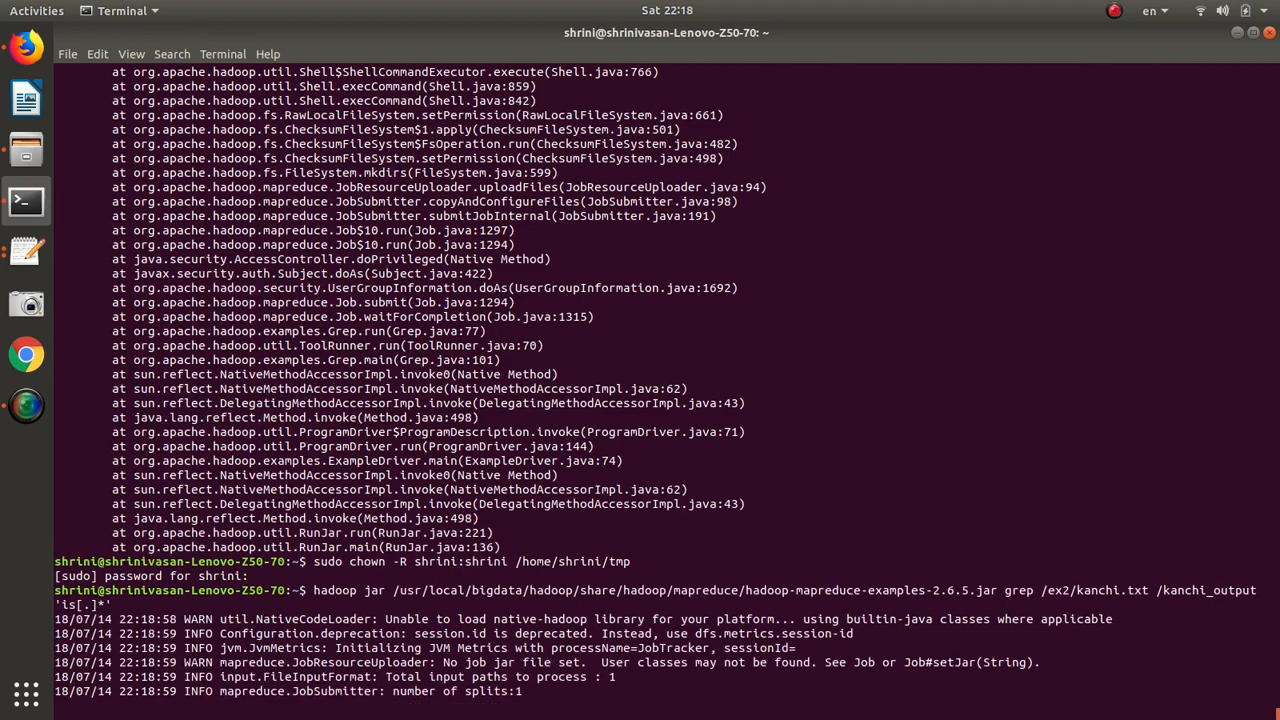 Activities Terminal Sat 22:18 en
shrini@shrinivasan-Lenovo-Z50-70: ~
File Edit View Search Terminal Help
at org.apache.hadoop.util.Shell$ShellCommandExecutor.execute(Shell.java:766)
at org.apache.hadoop.util.Shell.execCommand(Shell.java:859)
at org.apache.hadoop.util.Shell.execCommand(Shell.java:842)
at org.apache.hadoop.fs.RawLocalFileSystem.setPermission(RawLocalFileSystem.java:661)
at org.apache.hadoop.fs.ChecksumFileSystem$1.apply(ChecksumFileSystem.java:501)
at org.apache.hadoop.fs.ChecksumFileSystem$FsOperation.run(ChecksumFileSystem.java:482)
at org.apache.hadoop.fs.ChecksumFileSystem.setPermission(ChecksumFileSystem.java:498)
at org.apache.hadoop.fs.FileSystem.mkdirs(FileSystem.java:599)
at org.apache.hadoop.mapreduce.JobResourceUploader.uploadFiles(JobResourceUploader.java:94)
at org.apache.hadoop.mapreduce.JobSubmitter.copyAndConfigureFiles(JobSubmitter.java:98)
at org.apache.hadoop.mapreduce.JobSubmitter.submitJobInternal(JobSubmitter.java:191)
at org.apache.hadoop.mapreduce.Job$10.run(Job.java:1297)
at org.apache.hadoop.mapreduce.Job$10.run(Job.java:1294)
at java.security.AccessController.doPrivileged(Native Method)
at javax.security.auth.Subject.doAs(Subject.java:422)
at org.apache.hadoop.security.UserGroupInformation.doAs(UserGroupInformation.java:1692)
at org.apache.hadoop.mapreduce.Job.submit(Job.java:1294)
at org.apache.hadoop.mapreduce.Job.waitForCompletion(Job.java:1315)
at org.apache.hadoop.examples.Grep.run(Grep.java:77)
at org.apache.hadoop.util.ToolRunner.run(ToolRunner.java:70)
at org.apache.hadoop.examples.Grep.main(Grep.java:101)
at sun.reflect.NativeMethodAccessorImpl.invoke0(Native Method)
at sun.reflect.NativeMethodAccessorImpl.invoke(NativeMethodAccessorImpl.java:62)
at sun.reflect.DelegatingMethodAccessorImpl.invoke(DelegatingMethodAccessorImpl.java:43)
at java.lang.reflect.Method.invoke(Method.java:498)
at org.apache.hadoop.util.ProgramDriver$ProgramDescription.invoke(ProgramDriver.java:71)
at org.apache.hadoop.util.ProgramDriver.run(ProgramDriver.java:144)
at org.apache.hadoop.examples.ExampleDriver.main(ExampleDriver.java:74)
at sun.reflect.NativeMethodAccessorImpl.invoke0(Native Method)
at sun.reflect.NativeMethodAccessorImpl.invoke(NativeMethodAccessorImpl.java:62)
at sun.reflect.DelegatingMethodAccessorImpl.invoke(DelegatingMethodAccessorImpl.java:43)
at java.lang.reflect.Method.invoke(Method.java:498)
at org.apache.hadoop.util.RunJar.run(RunJar.java:221)
at org.apache.hadoop.util.RunJar.main(RunJar.java:136)
shrini@shrinivasan-Lenovo-Z50-70:~$ sudo chown -R shrini:shrini /home/shrini/tmp
[sudo] password for shrini:
shrini@shrinivasan-Lenovo-Z50-70:~$ hadoop jar /usr/local/bigdata/hadoop/share/hadoop/mapreduce/hadoop-mapreduce-examples-2.6.5.jar grep /ex2/kanchi.txt /kanchi_output
'is[.]*'
18/07/14 22:18:58 WARN util.NativeCodeLoader: Unable to load native-hadoop library for your platform... using builtin-java classes where applicable
18/07/14 22:18:59 INFO Configuration.deprecation: session.id is deprecated. Instead, use dfs.metrics.session-id
18/07/14 22:18:59 INFO jvm.JvmMetrics: Initializing JVM Metrics with processName=JobTracker, sessionId=
18/07/14 22:18:59 WARN mapreduce.JobResourceUploader: No job jar file set.  User classes may not be found. See Job or Job#setJar(String).
18/07/14 22:18:59 INFO input.FileInputFormat: Total input paths to process : 1
18/07/14 22:18:59 INFO mapreduce.JobSubmitter: number of splits:1